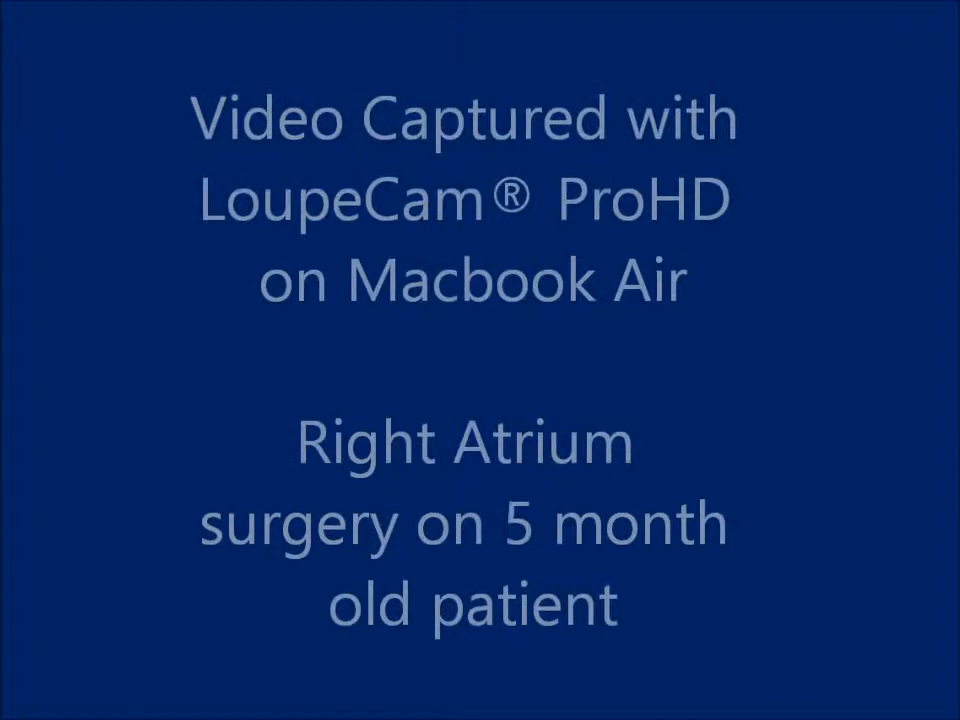 Video Captured with
LoupeCam® ProHD
on Macbook Air
Right Atrium
surgery on 5 month
old patient